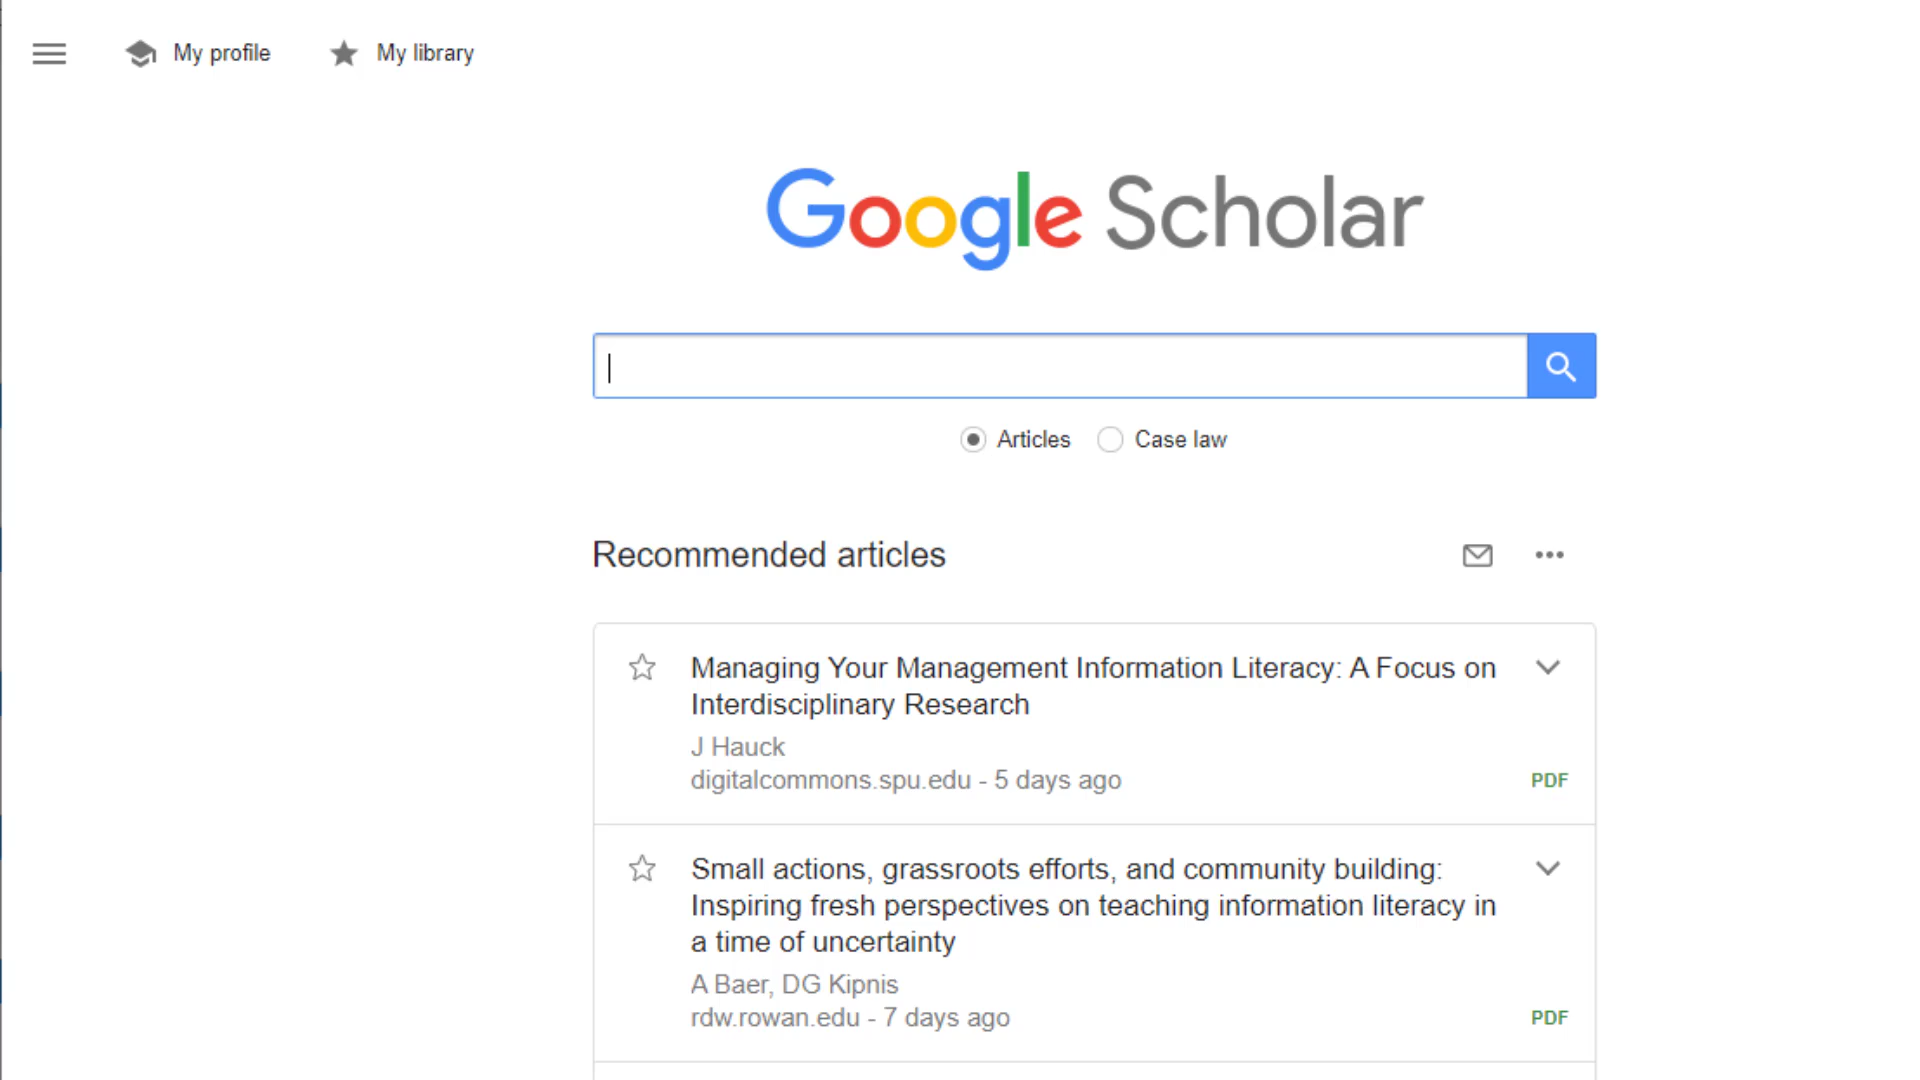 My profile
My library
Google Scholar
Articles
Case law
Recommended articles
Managing Your Management Information Literacy: A Focus on
Interdisciplinary Research
J Hauck
digitalcommons.spu.edu - 5 days ago
PDF
Small actions, grassroots efforts, and community building:
Inspiring fresh perspectives on teaching information literacy in
a time of uncertainty
A Baer, DG Kipnis
rdw.rowan.edu - 7 days ago
PDF